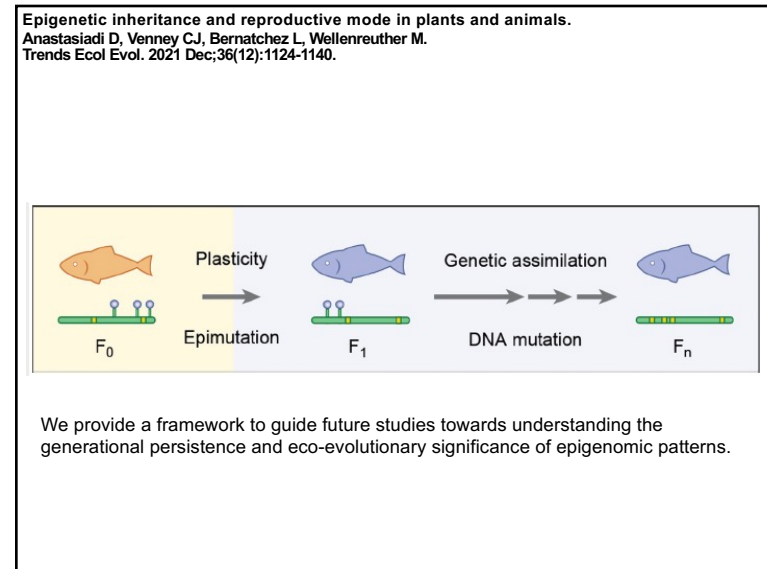 Epigenetic inheritance and reproductive mode in plants and animals.
Anastasiadi D, Venney CJ, Bernatchez L, Wellenreuther M.
Trends Ecol Evol. 2021 Dec;36(12):1124-1140.
Plasticity
Genetic assimilation
Epimutation
DNA mutation
F₀
F₁
Fₙ
We provide a framework to guide future studies towards understanding the
generational persistence and eco-evolutionary significance of epigenomic patterns.